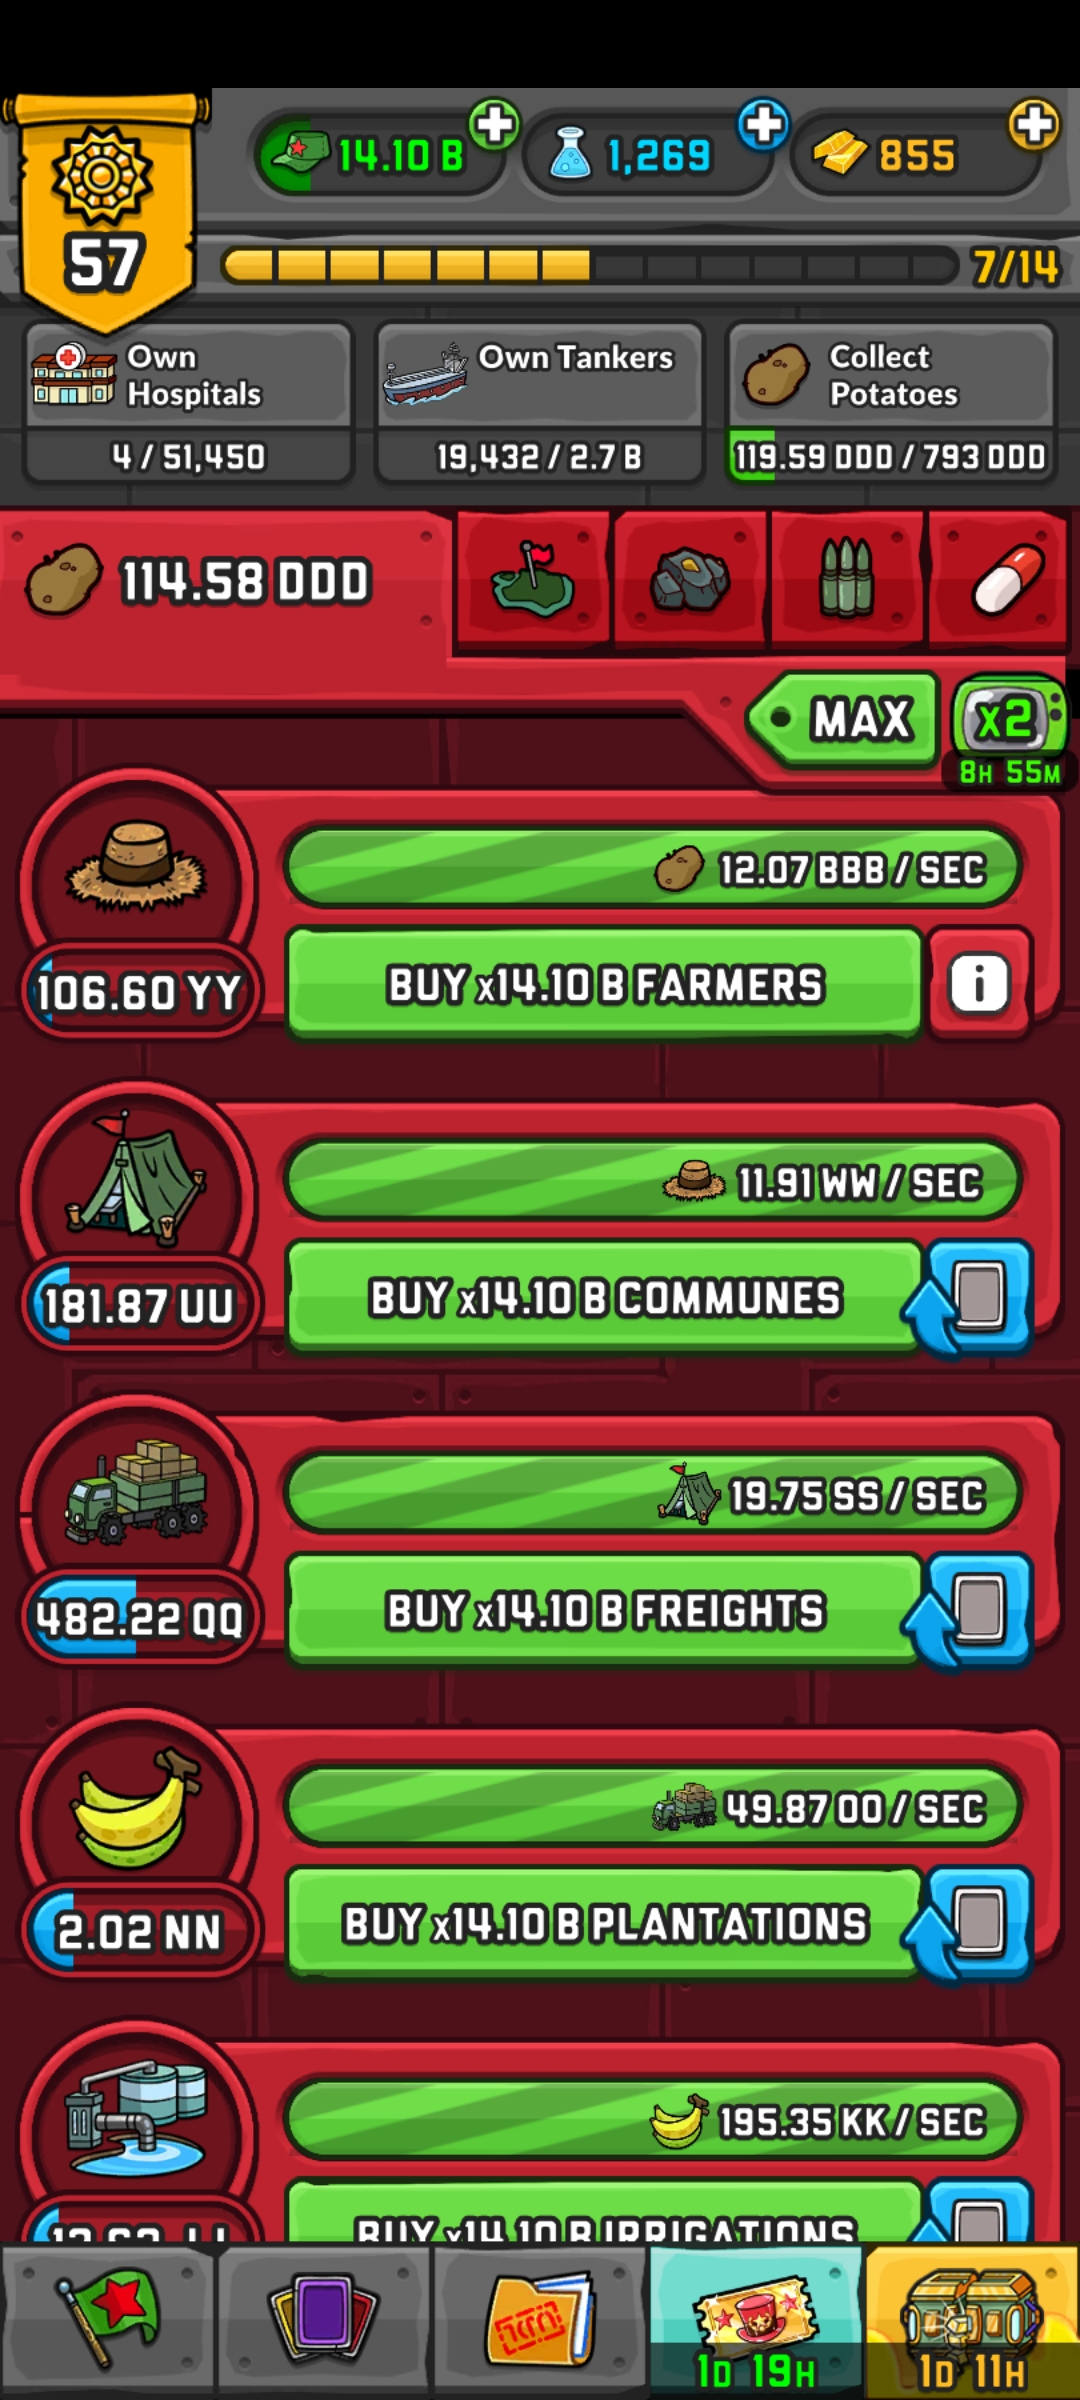 14.10 B
1,269
855
57
7/14
Own
Hospitals
4 / 51,450
Own Tankers
19,432 / 2.7 B
Collect
Potatoes
119.59 DDD / 793 DDD
114.58 DDD
MAX
x2
8H 55M
12.07 BBB / SEC
106.60 YY
BUY x14.10 B FARMERS
i
11.91 WW / SEC
181.87 UU
BUY x14.10 B COMMUNES
19.75 SS / SEC
482.22 QQ
BUY x14.10 B FREIGHTS
49.87 OO / SEC
2.02 NN
BUY x14.10 B PLANTATIONS
195.35 KK / SEC
BUY x14.10 B IRRIGATIONS
1D 19H
1D 11H